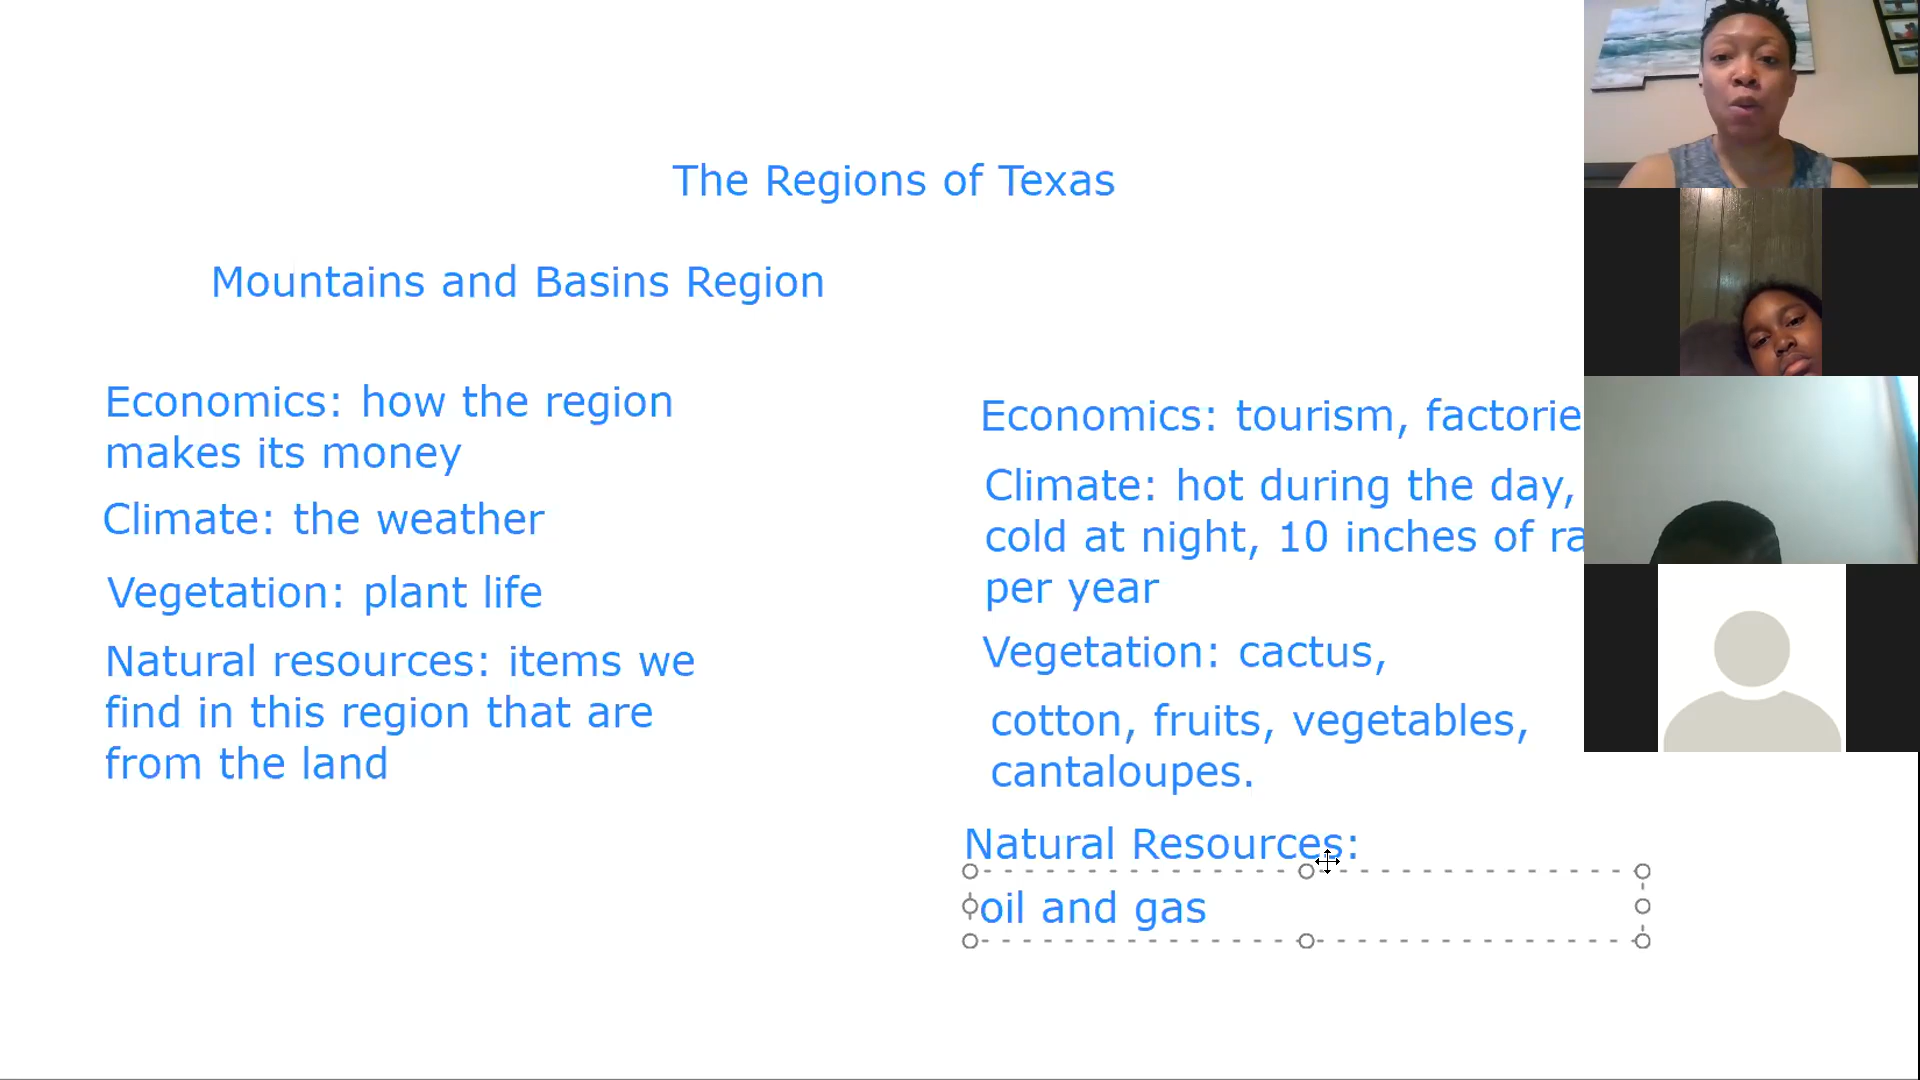 The Regions of Texas
Mountains and Basins Region
Economics: how the region
makes its money
Climate: the weather
Vegetation: plant life
Natural resources: items we
find in this region that are
from the land
Economics: tourism,
Climate: hot during the day,
cold at night, 10 inches of
per year
Vegetation: cactus,
cotton, fruits, vegetables,
cantaloupes.
Natural Resources:
oil and gas